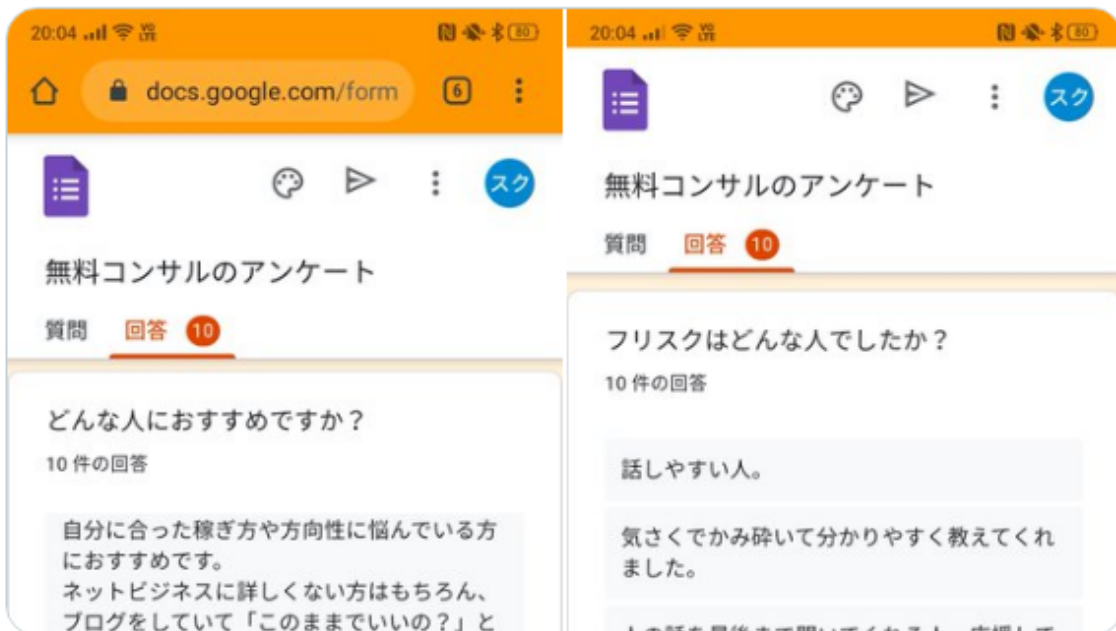 20:04
80
docs.google.com/form
6
スク
無料コンサルのアンケート
質問
回答
10
どんな人におすすめですか？
10 件の回答
自分に合った稼ぎ方や方向性に悩んでいる方
におすすめです。
ネットビジネスに詳しくない方はもちろん、
ブログをしていて「このままでいいの？」と
20:04
80
スク
無料コンサルのアンケート
質問
回答
10
フリスクはどんな人でしたか？
10 件の回答
話しやすい人。
気さくでかみ砕いて分かりやすく教えてくれ
ました。